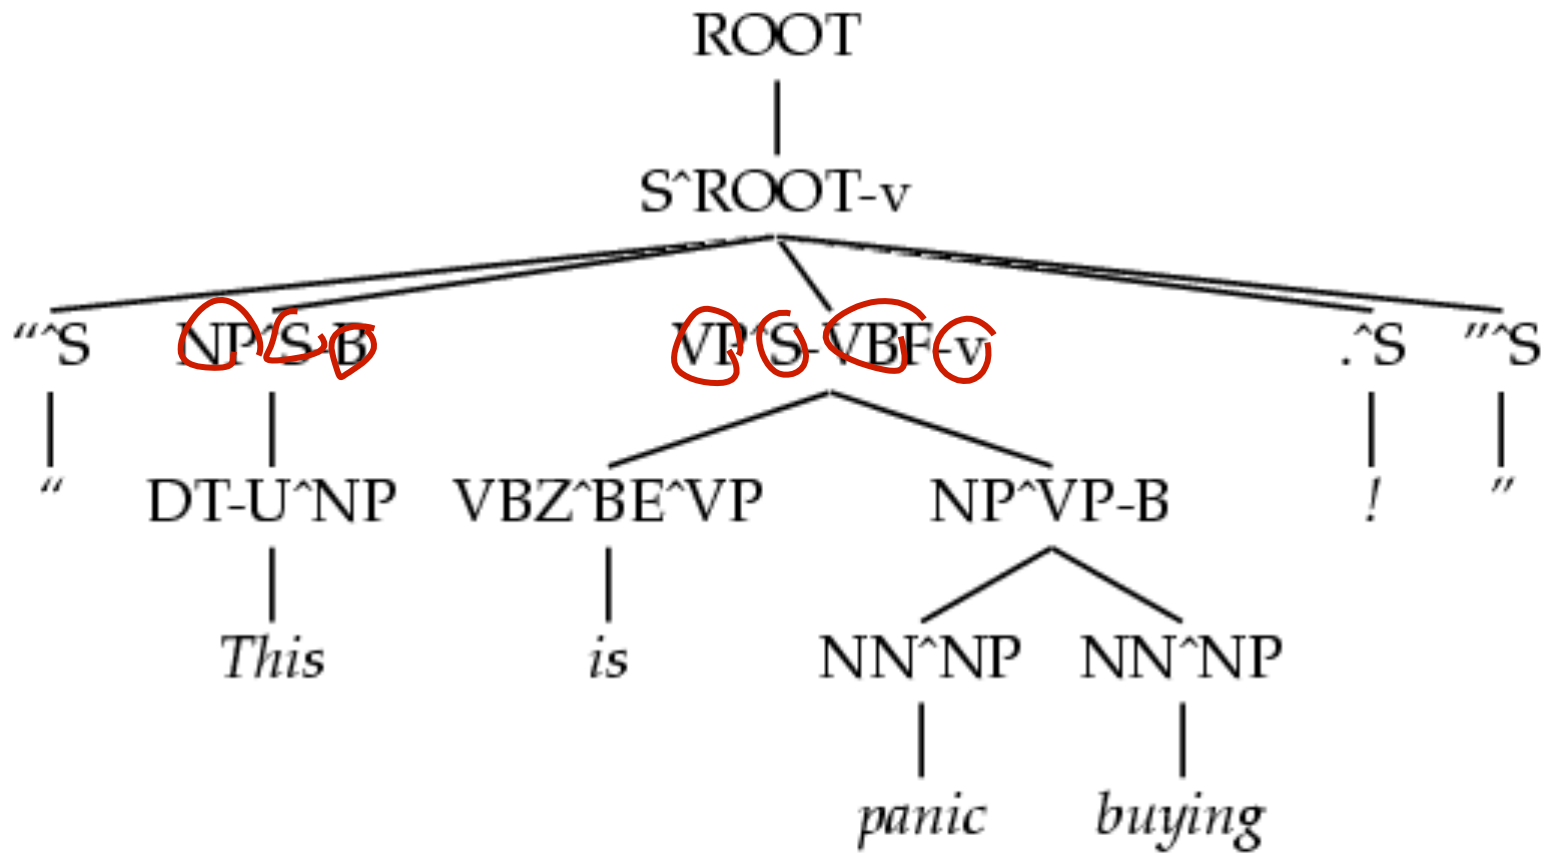 ROOT
S^ROOT-v
“^S NP^S-B VP^S-VBF-v .^S ”^S
“ DT-U^NP VBZ^BE^VP NP^VP-B ! ”
This is NN^NP NN^NP
panic buying